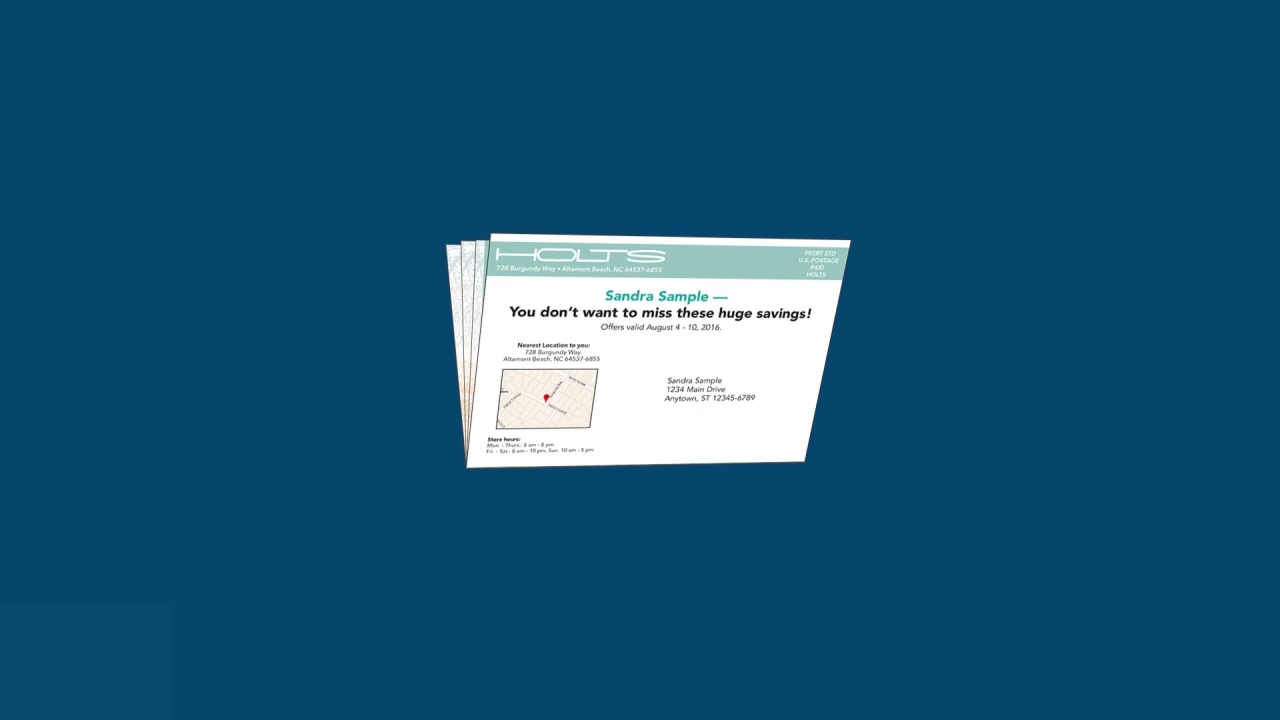 HOLTS
728 Burgundy Way • Altamont Beach, NC 64537-6855
PRSRT STD
U.S. POSTAGE
PAID
HOLTS
Sandra Sample —
You don't want to miss these huge savings!
Offers valid August 4 - 10, 2016.
Nearest Location to you:
728 Burgundy Way
Altamont Beach, NC 64537-6855
Sandra Sample
1234 Main Drive
Anytown, ST 12345-6789
Store hours:
Mon. - Thurs.: 8 am - 8 pm
Fri. - Sat.: 8 am - 10 pm, Sun. 10 am - 5 pm